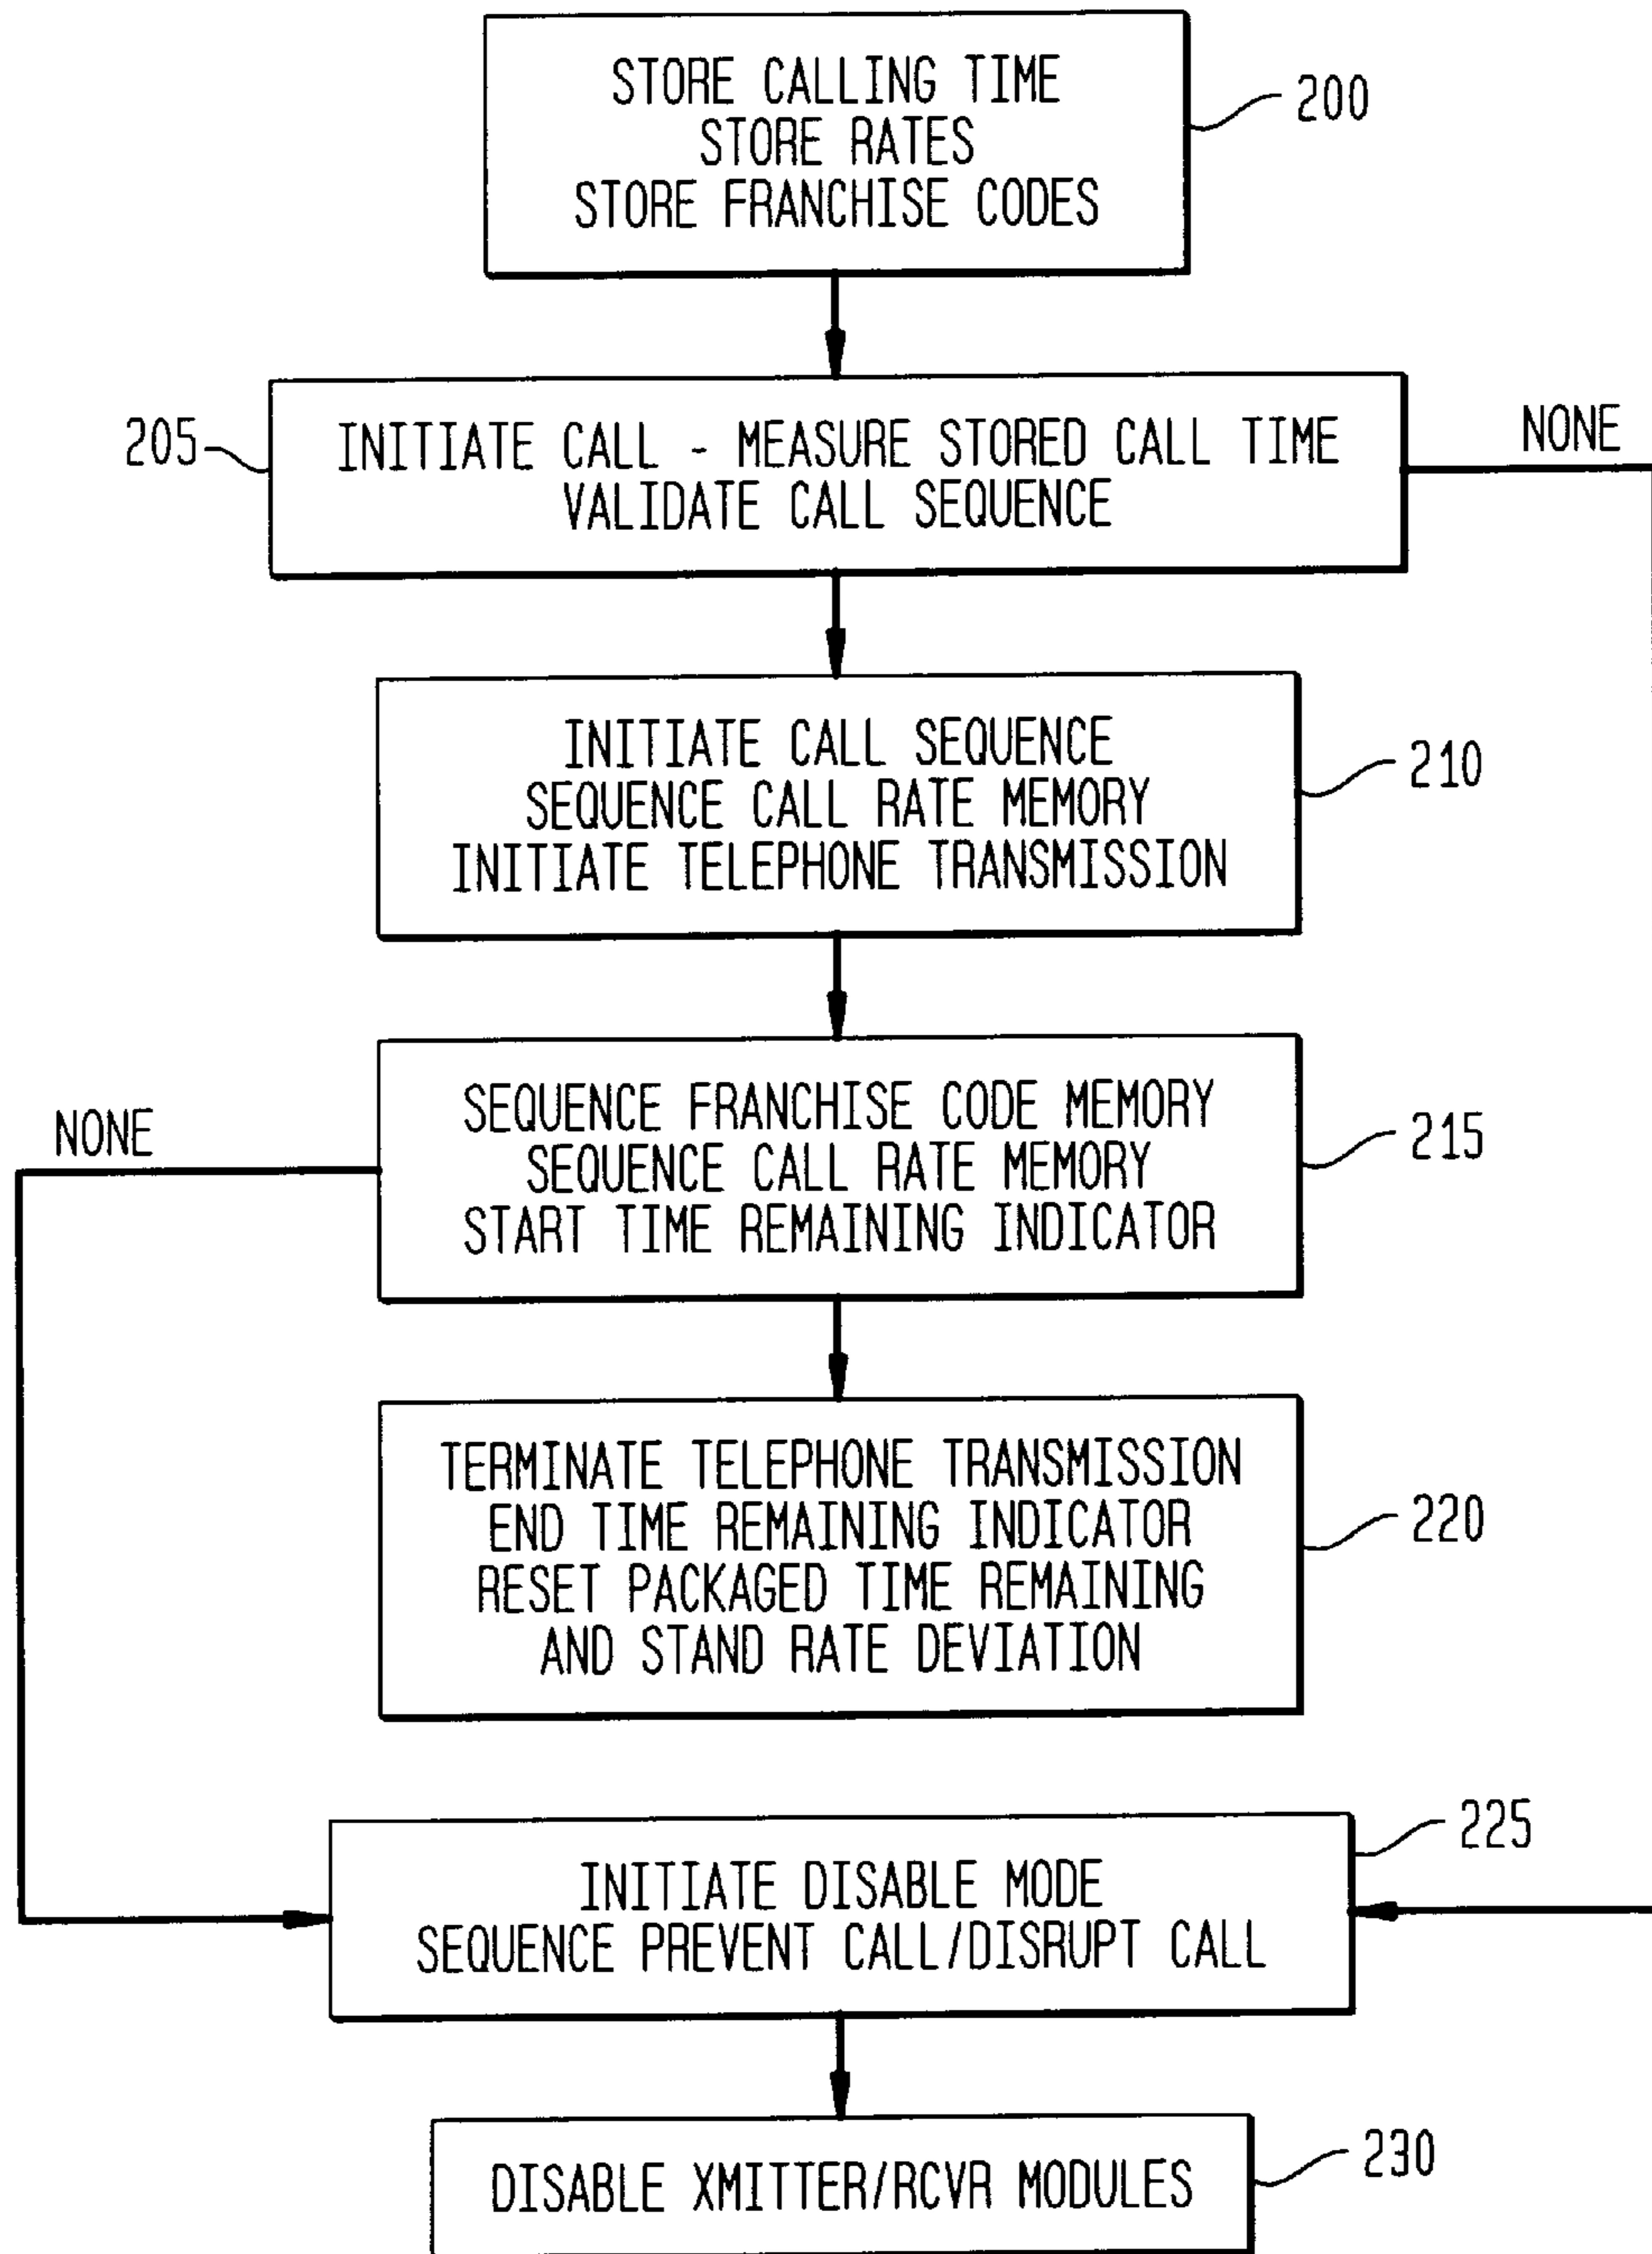 STORE CALLING TIME
STORE RATES
STORE FRANCHISE CODES
200
205
INITIATE CALL - MEASURE STORED CALL TIME
VALIDATE CALL SEQUENCE
NONE
INITIATE CALL SEQUENCE
SEQUENCE CALL RATE MEMORY
INITIATE TELEPHONE TRANSMISSION
210
NONE
SEQUENCE FRANCHISE CODE MEMORY
SEQUENCE CALL RATE MEMORY
START TIME REMAINING INDICATOR
215
TERMINATE TELEPHONE TRANSMISSION
END TIME REMAINING INDICATOR
RESET PACKAGED TIME REMAINING
AND STAND RATE DEVIATION
220
225
INITIATE DISABLE MODE
SEQUENCE PREVENT CALL/DISRUPT CALL
DISABLE XMITTER/RCVR MODULES
230